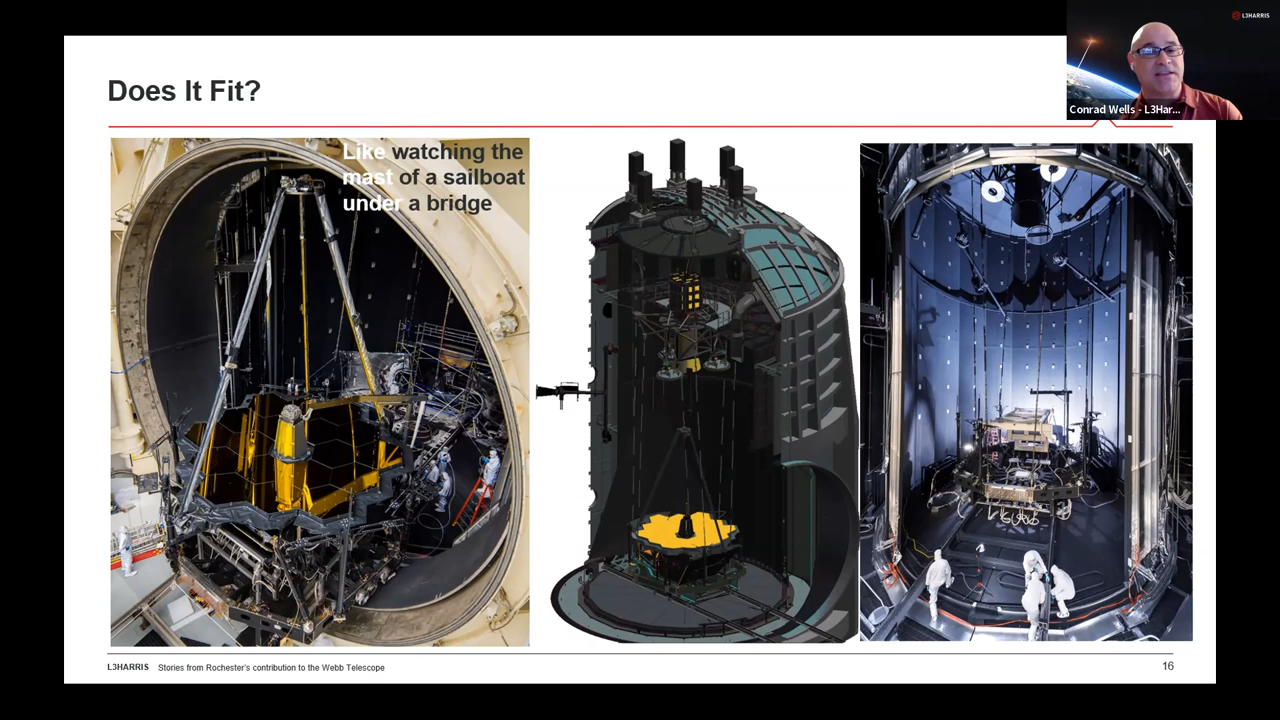 L3HARRIS
Conrad Wells - L3Har...
Does It Fit?
Like watching the
mast of a sailboat
under a bridge
L3HARRIS Stories from Rochester's contribution to the Webb Telescope
16